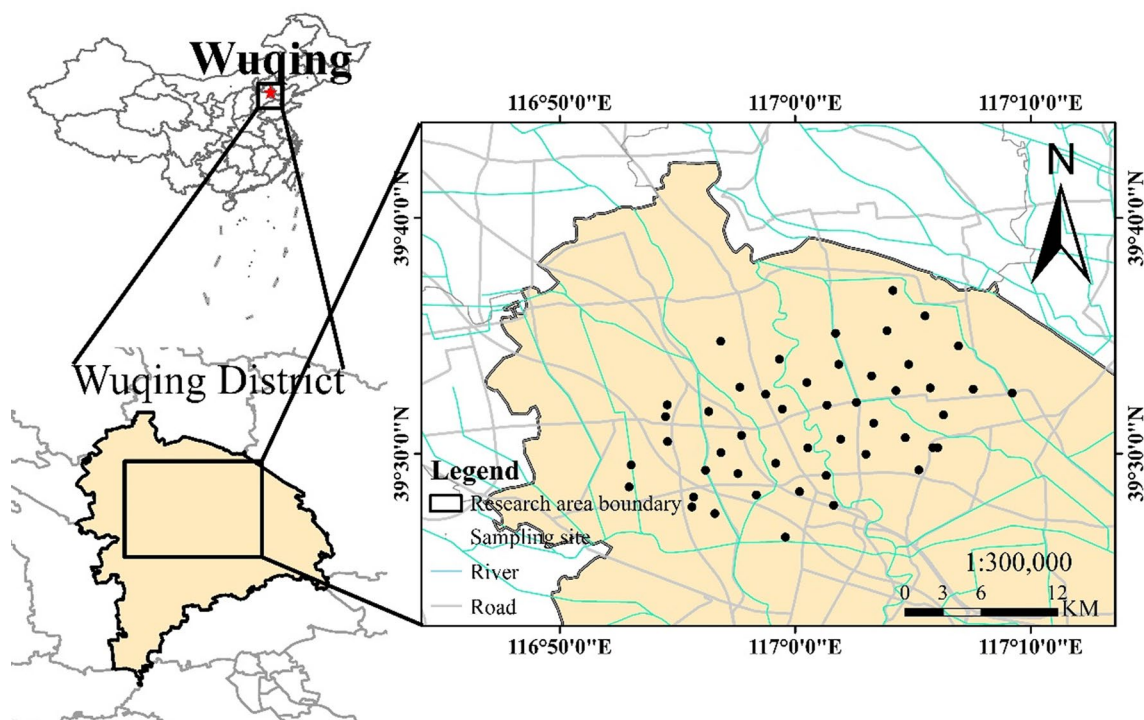 Wuqing
Wuqing District
116°50'0"E
117°0'0"E
117°10'0"E
39°40'0"N
39°30'0"N
N
39°40'0"N
39°30'0"N
Legend
Research area boundary
Sampling site
River
Road
1:300,000
0 3 6 12
KM
116°50'0"E
117°0'0"E
117°10'0"E